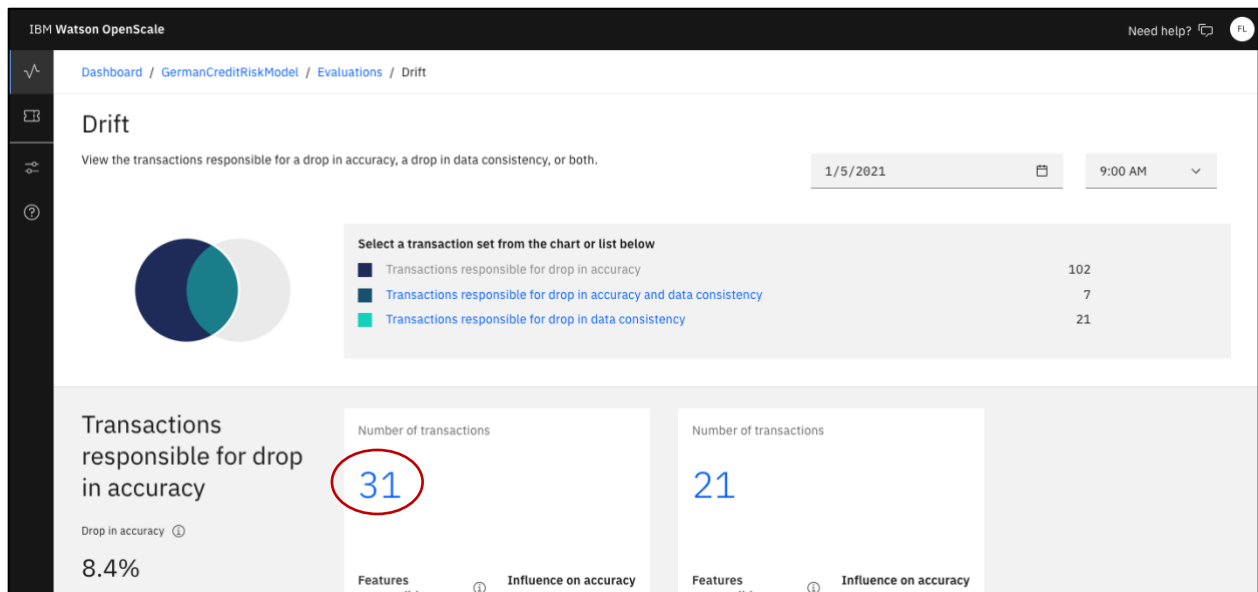 IBM Watson OpenScale
Need help?
FL
Dashboard / GermanCreditRiskModel / Evaluations / Drift
Drift
View the transactions responsible for a drop in accuracy, a drop in data consistency, or both.
1/5/2021
9:00 AM
Select a transaction set from the chart or list below
Transactions responsible for drop in accuracy 102
Transactions responsible for drop in accuracy and data consistency 7
Transactions responsible for drop in data consistency 21
Transactions
responsible for drop
in accuracy
Drop in accuracy
8.4%
Number of transactions
31
Features
Influence on accuracy
Number of transactions
21
Features
Influence on accuracy